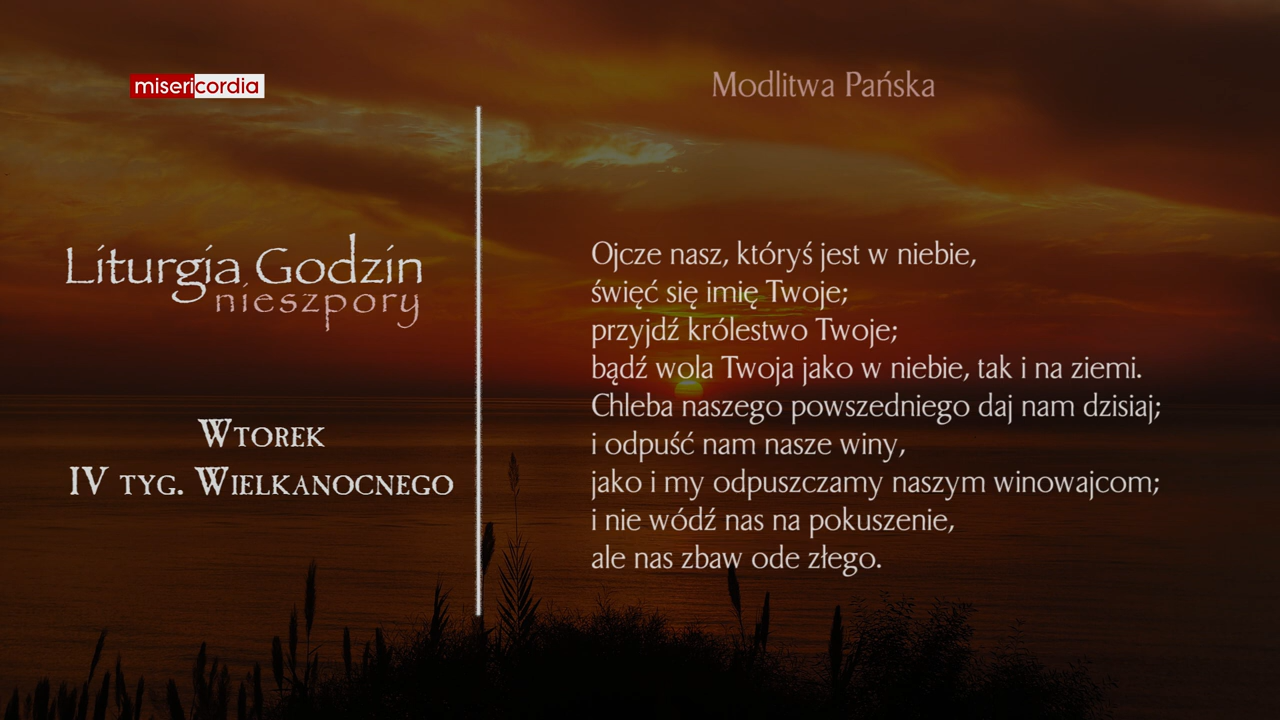 misericordia
Liturgia Godzin
nieszpory
Wtorek
IV tyg. Wielkanocnego
Modlitwa Pańska
Ojcze nasz, któryś jest w niebie,
święć się imię Twoje;
przyjdź królestwo Twoje;
bądź wola Twoja jako w niebie, tak i na ziemi.
Chleba naszego powszedniego daj nam dzisiaj;
i odpuść nam nasze winy,
jako i my odpuszczamy naszym winowajcom;
i nie wódź nas na pokuszenie,
ale nas zbaw ode złego.